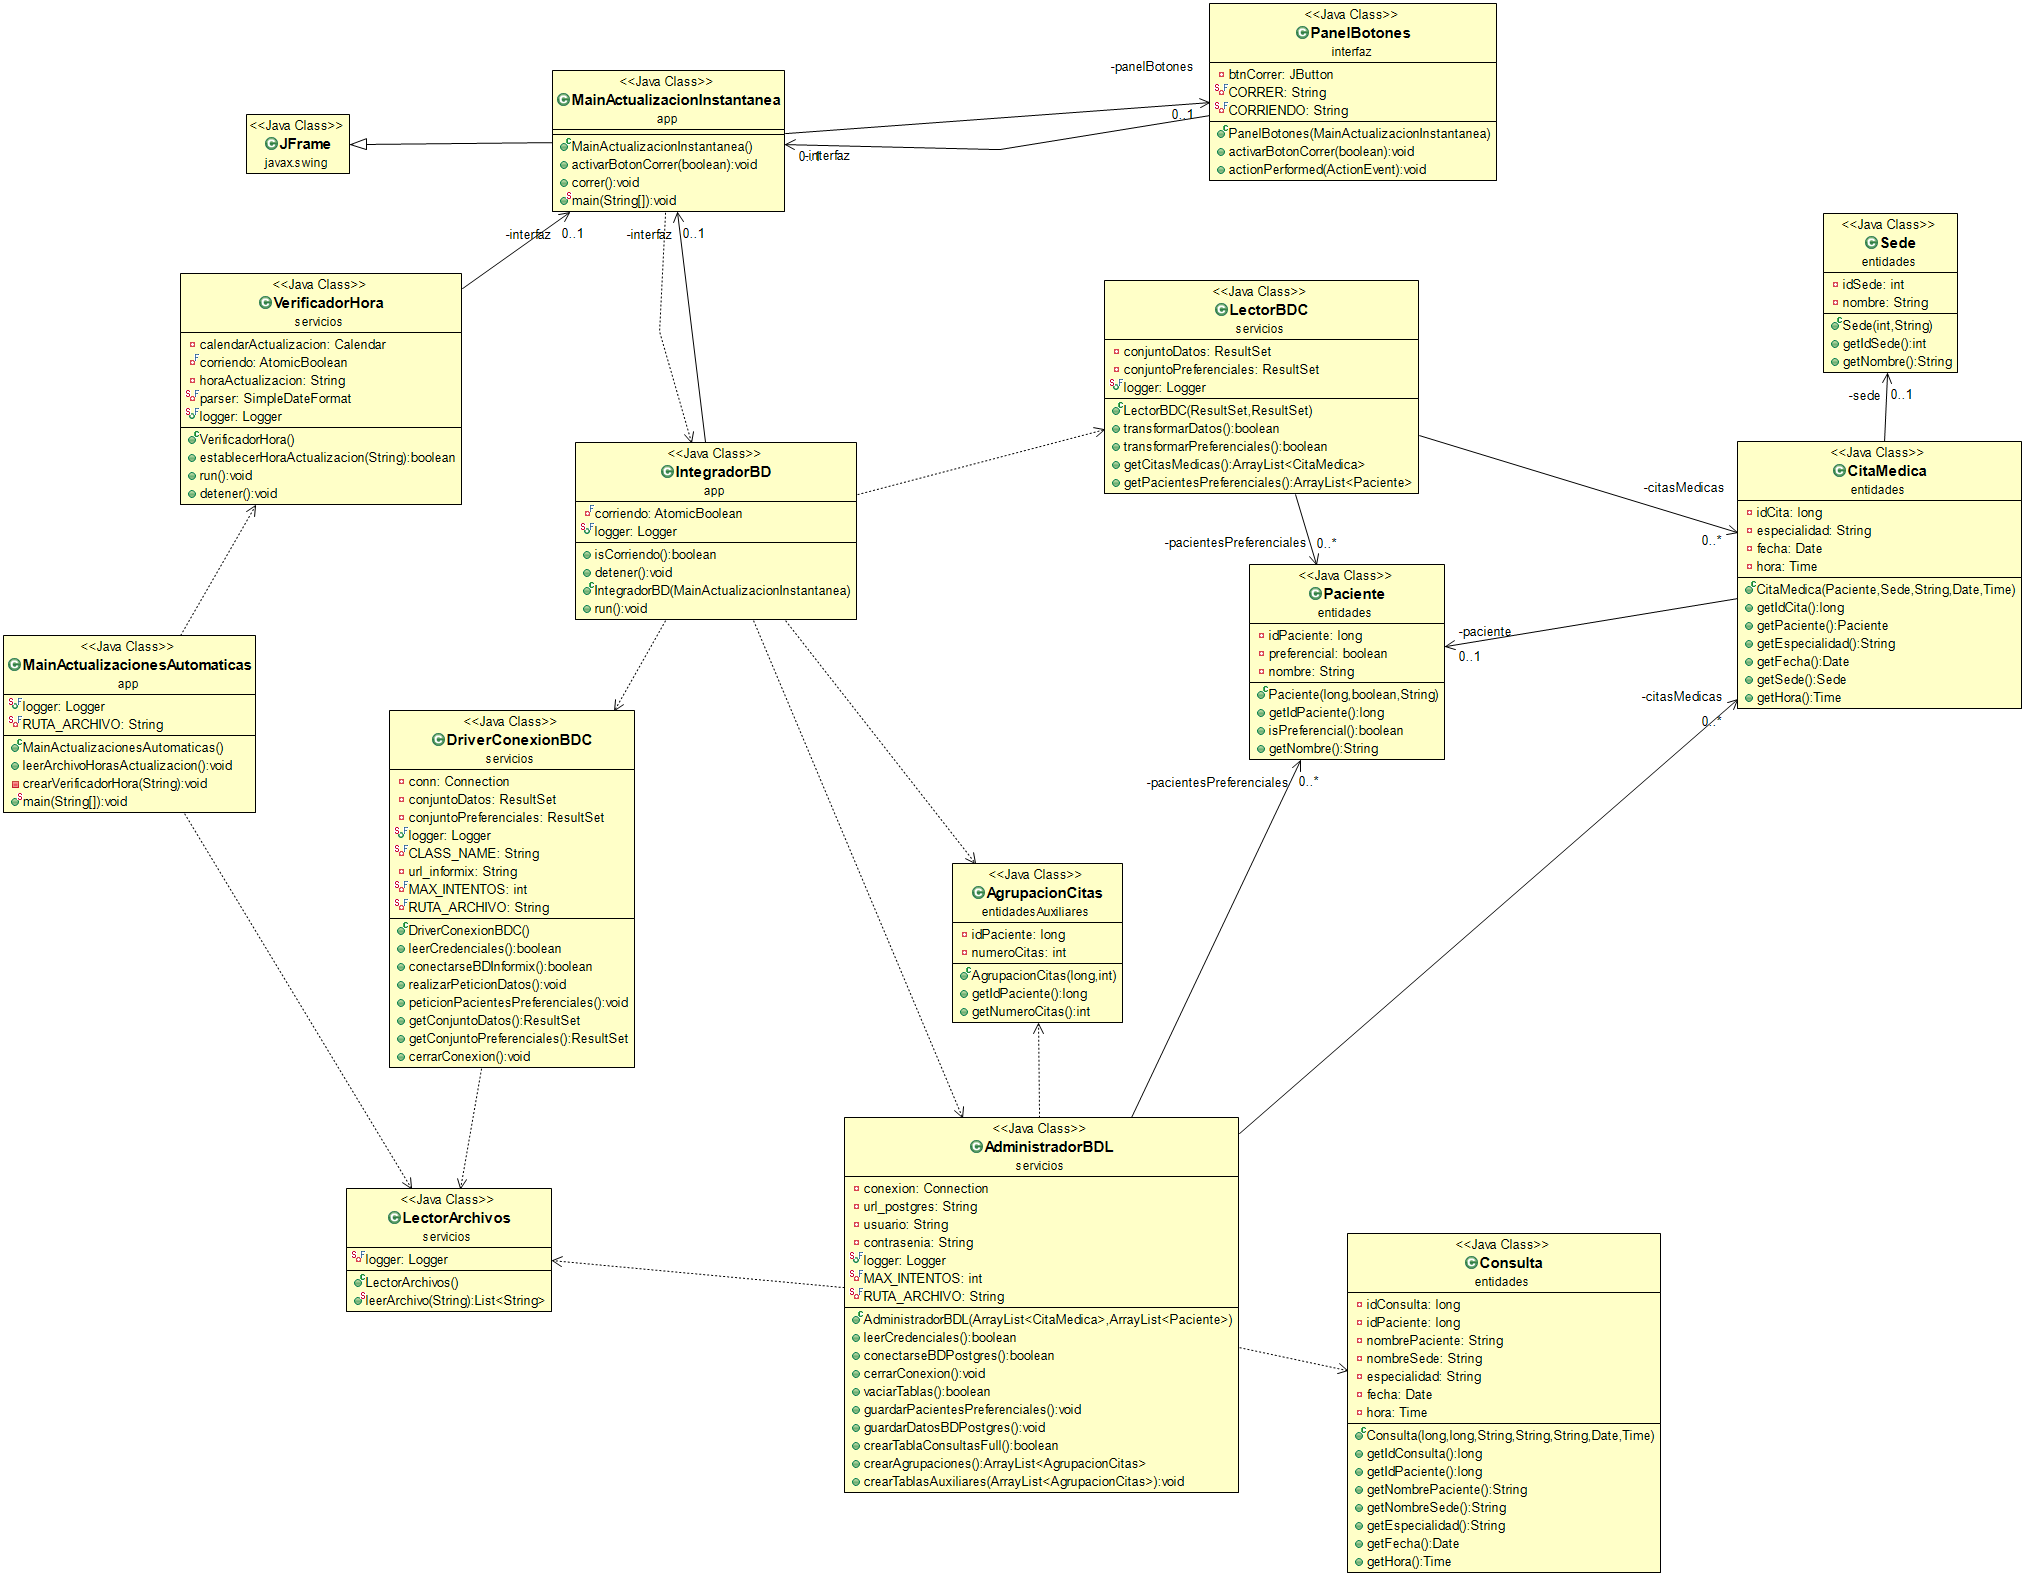 <<Java Class>>
PanelBotones
interfaz
btnCorrer: JButton
CORRER: String
CORRIENDO: String
PanelBotones(MainActualizacionInstantanea)
activarBotonCorrer(boolean):void
actionPerformed(ActionEvent):void
-panelBotones
0..1
-interfaz
<<Java Class>>
MainActualizacionInstantanea
app
MainActualizacionInstantanea()
activarBotonCorrer(boolean):void
correr():void
main(String[]):void
<<Java Class>>
JFrame
javax.swing
-interfaz 0..1
-interfaz 0..1
<<Java Class>>
Sede
entidades
idSede: int
nombre: String
Sede(int,String)
getIdSede():int
getNombre():String
-sede 0..1
<<Java Class>>
VerificadorHora
servicios
calendarActualizacion: Calendar
corriendo: AtomicBoolean
horaActualizacion: String
parser: SimpleDateFormat
logger: Logger
VerificadorHora()
establecerHoraActualizacion(String):boolean
run():void
detener():void
<<Java Class>>
LectorBDC
servicios
conjuntoDatos: ResultSet
conjuntoPreferenciales: ResultSet
logger: Logger
LectorBDC(ResultSet,ResultSet)
transformarDatos():boolean
transformarPreferenciales():boolean
getCitasMedicas():ArrayList<CitaMedica>
getPacientesPreferenciales():ArrayList<Paciente>
-citasMedicas
0..*
-pacientesPreferenciales 0..*
<<Java Class>>
IntegradorBD
app
corriendo: AtomicBoolean
logger: Logger
isCorriendo():boolean
detener():void
IntegradorBD(MainActualizacionInstantanea)
run():void
<<Java Class>>
CitaMedica
entidades
idCita: long
especialidad: String
fecha: Date
hora: Time
CitaMedica(Paciente,Sede,String,Date,Time)
getIdCita():long
getPaciente():Paciente
getEspecialidad():String
getFecha():Date
getSede():Sede
getHora():Time
<<Java Class>>
Paciente
entidades
idPaciente: long
preferencial: boolean
nombre: String
Paciente(long,boolean,String)
getIdPaciente():long
isPreferencial():boolean
getNombre():String
-paciente
0..1
-citasMedicas
0..*
-pacientesPreferenciales 0..*
<<Java Class>>
MainActualizacionesAutomaticas
app
logger: Logger
RUTA_ARCHIVO: String
MainActualizacionesAutomaticas()
leerArchivoHorasActualizacion():void
crearVerificadorHora(String):void
main(String[]):void
<<Java Class>>
DriverConexionBDC
servicios
conn: Connection
conjuntoDatos: ResultSet
conjuntoPreferenciales: ResultSet
logger: Logger
CLASS_NAME: String
url_informix: String
MAX_INTENTOS: int
RUTA_ARCHIVO: String
DriverConexionBDC()
leerCredenciales():boolean
conectarseBDInformix():boolean
realizarPeticionDatos():void
peticionPacientesPreferenciales():void
getConjuntoDatos():ResultSet
getConjuntoPreferenciales():ResultSet
cerrarConexion():void
<<Java Class>>
AgrupacionCitas
entidadesAuxiliares
idPaciente: long
numeroCitas: int
AgrupacionCitas(long,int)
getIdPaciente():long
getNumeroCitas():int
<<Java Class>>
LectorArchivos
servicios
logger: Logger
LectorArchivos()
leerArchivo(String):List<String>
<<Java Class>>
AdministradorBDL
servicios
conexion: Connection
url_postgres: String
usuario: String
contrasenia: String
logger: Logger
MAX_INTENTOS: int
RUTA_ARCHIVO: String
AdministradorBDL(ArrayList<CitaMedica>,ArrayList<Paciente>)
leerCredenciales():boolean
conectarseBDPostgres():boolean
cerrarConexion():void
vaciarTablas():boolean
guardarPacientesPreferenciales():void
guardarDatosBDPostgres():void
crearTablaConsultasFull():boolean
crearAgrupaciones():ArrayList<AgrupacionCitas>
crearTablasAuxiliares(ArrayList<AgrupacionCitas>):void
<<Java Class>>
Consulta
entidades
idConsulta: long
idPaciente: long
nombrePaciente: String
nombreSede: String
especialidad: String
fecha: Date
hora: Time
Consulta(long,long,String,String,String,Date,Time)
getIdConsulta():long
getIdPaciente():long
getNombrePaciente():String
getNombreSede():String
getEspecialidad():String
getFecha():Date
getHora():Time